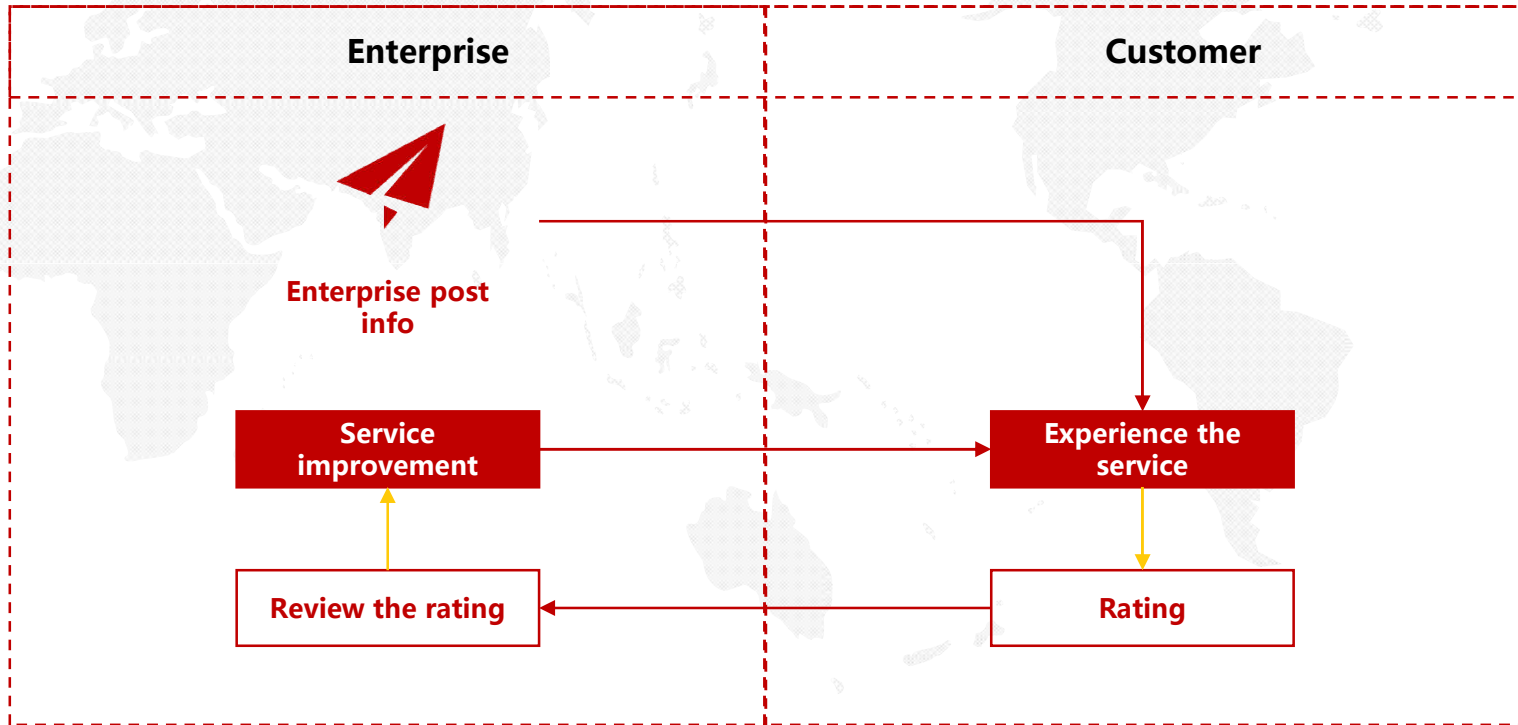 Enterprise
Customer
Enterprise post
info
Service
improvement
Experience the
service
Review the rating
Rating